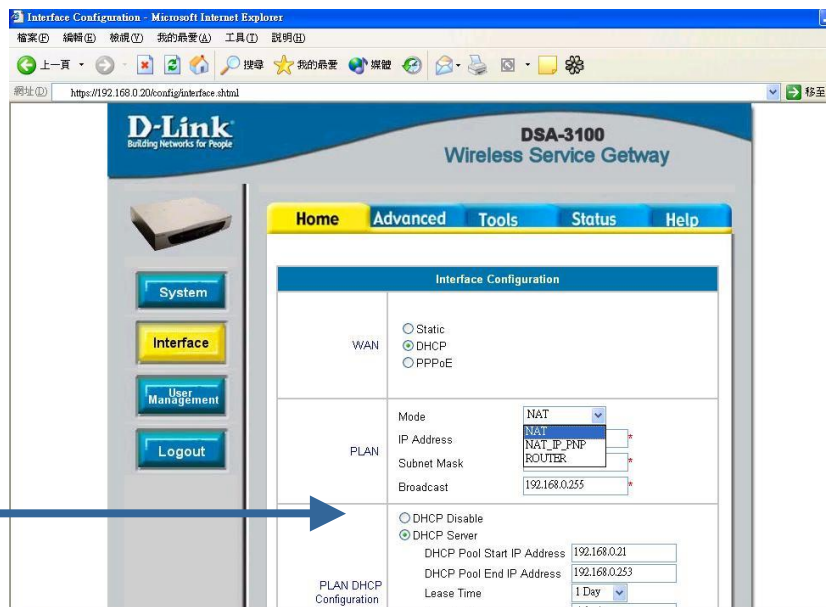 Interface Configuration - Microsoft Internet Explorer
檔案(F) 編輯(E) 檢視(V) 我的最愛(A) 工具(T) 說明(H)
上一頁 搜尋 我的最愛 媒體
網址(D) https://192.168.0.20/config/interface.shtml 移至
D-Link
Building Networks for People
DSA-3100
Wireless Service Getway
Home Advanced Tools Status Help
System
Interface
User Management
Logout
Interface Configuration
WAN
Static
DHCP
PPPoE
PLAN
Mode NAT
NAT
NAT_IP_PNP
ROUTER
IP Address *
Subnet Mask *
Broadcast 192.168.0.255 *
PLAN DHCP Configuration
DHCP Disable
DHCP Server
DHCP Pool Start IP Address 192.168.0.21
DHCP Pool End IP Address 192.168.0.253
Lease Time 1 Day